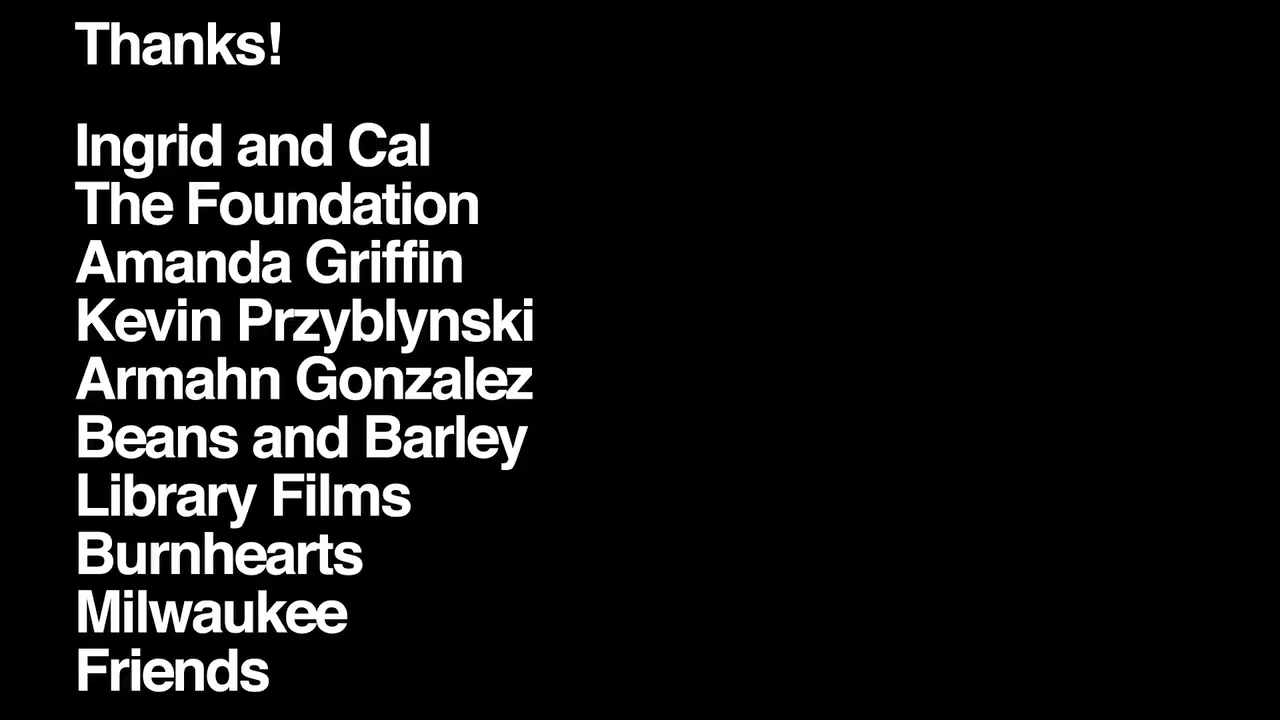 Thanks!
Ingrid and Cal
The Foundation
Amanda Griffin
Kevin Przyblynski
Armahn Gonzalez
Beans and Barley
Library Films
Burnhearts
Milwaukee
Friends